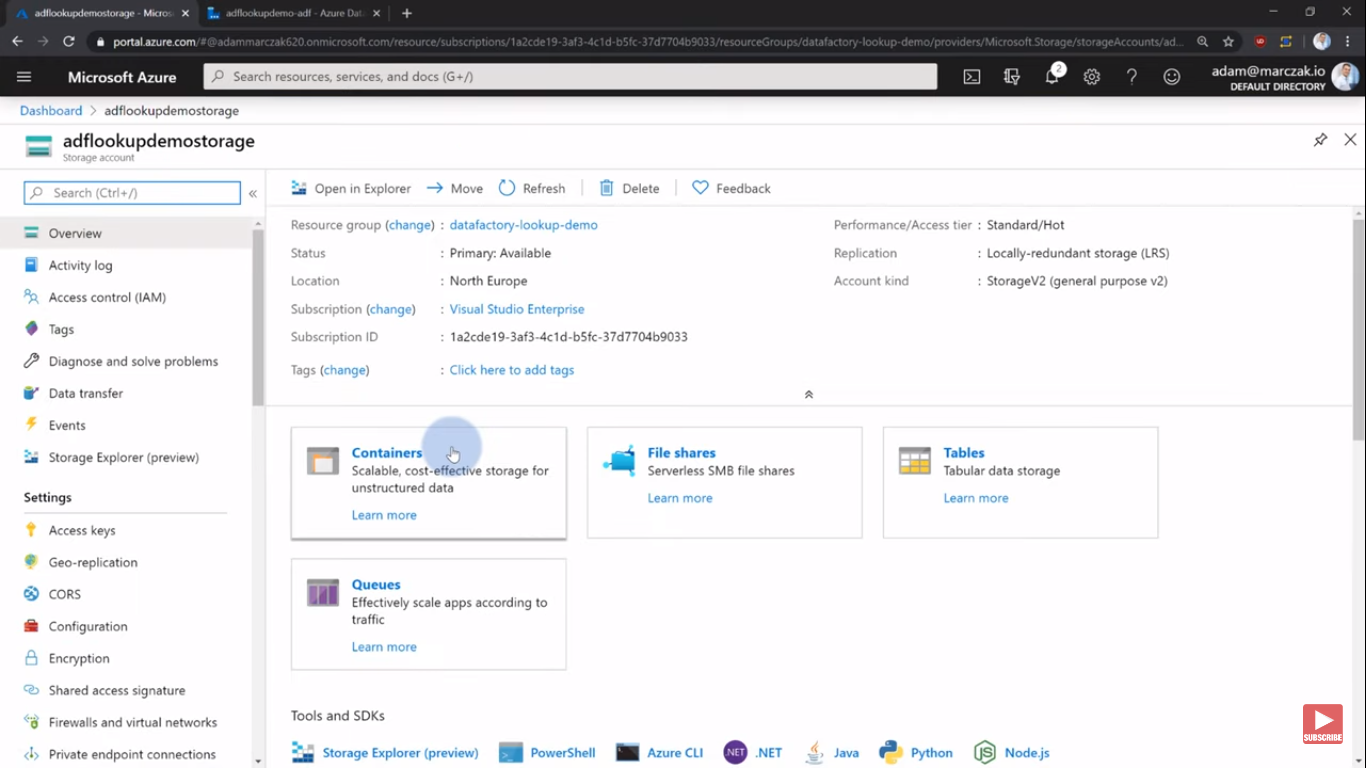 adflookupdemostorage - Micros
adflookupdemo-adf - Azure Data
portal.azure.com/#@adammarczak620.onmicrosoft.com/resource/subscriptions/1a2cde19-3af3-4c1d-b5fc-37d7704b9033/resourceGroups/datafactory-lookup-demo/providers/Microsoft.Storage/storageAccounts/ad...
Microsoft Azure
Search resources, services, and docs (G+/)
2
adam@marczak.io
DEFAULT DIRECTORY
Dashboard > adflookupdemostorage
adflookupdemostorage
Storage account
Search (Ctrl+/)
«
Overview
Activity log
Access control (IAM)
Tags
Diagnose and solve problems
Data transfer
Events
Storage Explorer (preview)
Settings
Access keys
Geo-replication
CORS
Configuration
Encryption
Shared access signature
Firewalls and virtual networks
Private endpoint connections
Open in Explorer
Move
Refresh
Delete
Feedback
Resource group (change) : datafactory-lookup-demo
Status : Primary: Available
Location : North Europe
Subscription (change) : Visual Studio Enterprise
Subscription ID : 1a2cde19-3af3-4c1d-b5fc-37d7704b9033
Tags (change) : Click here to add tags
Performance/Access tier : Standard/Hot
Replication : Locally-redundant storage (LRS)
Account kind : StorageV2 (general purpose v2)
Containers
Scalable, cost-effective storage for
unstructured data
Learn more
File shares
Serverless SMB file shares
Learn more
Tables
Tabular data storage
Learn more
Queues
Effectively scale apps according to
traffic
Learn more
Tools and SDKs
Storage Explorer (preview)
PowerShell
Azure CLI
NET
.NET
Java
Python
Node.js
SUBSCRIBE